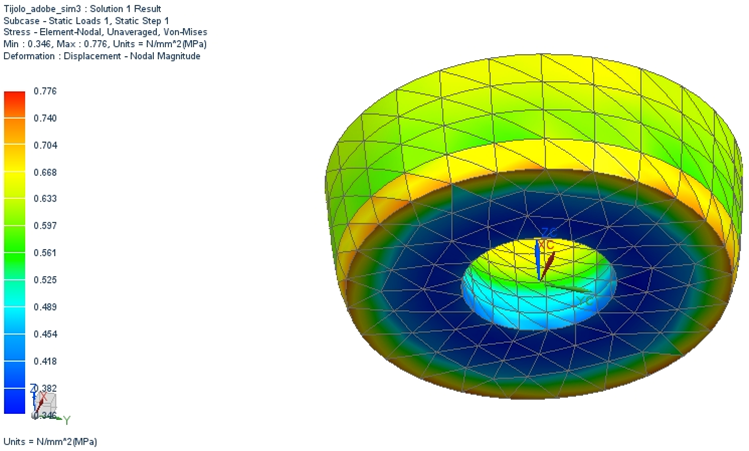 Tijolo_adobe_sim3 : Solution 1 Result
Subcase - Static Loads 1, Static Step 1
Stress - Element-Nodal, Unaveraged, Von-Mises
Min : 0.346, Max : 0.776, Units = N/mm^2(MPa)
Deformation : Displacement - Nodal Magnitude
0.776
0.740
0.704
0.668
0.633
0.597
0.561
0.525
0.489
0.454
0.418
0.382
0.346
Y
Units = N/mm^2(MPa)